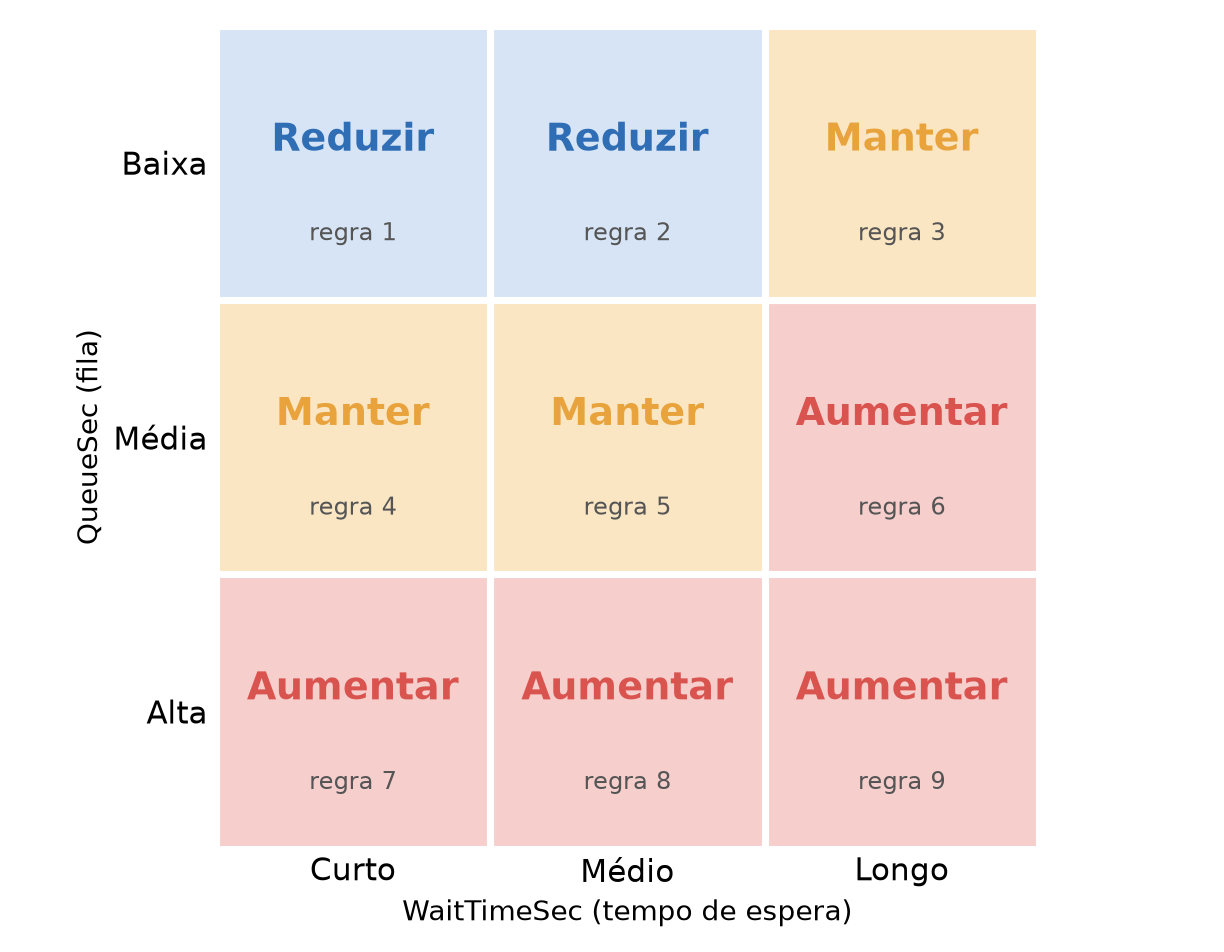 Reduzir
Reduzir
Manter
Baixa
regra 1
regra 2
regra 3
QueueSec (fila)
Manter
Manter
Aumentar
Média
regra 4
regra 5
regra 6
Aumentar
Aumentar
Aumentar
Alta
regra 7
regra 8
regra 9
Curto
Médio
Longo
WaitTimeSec (tempo de espera)